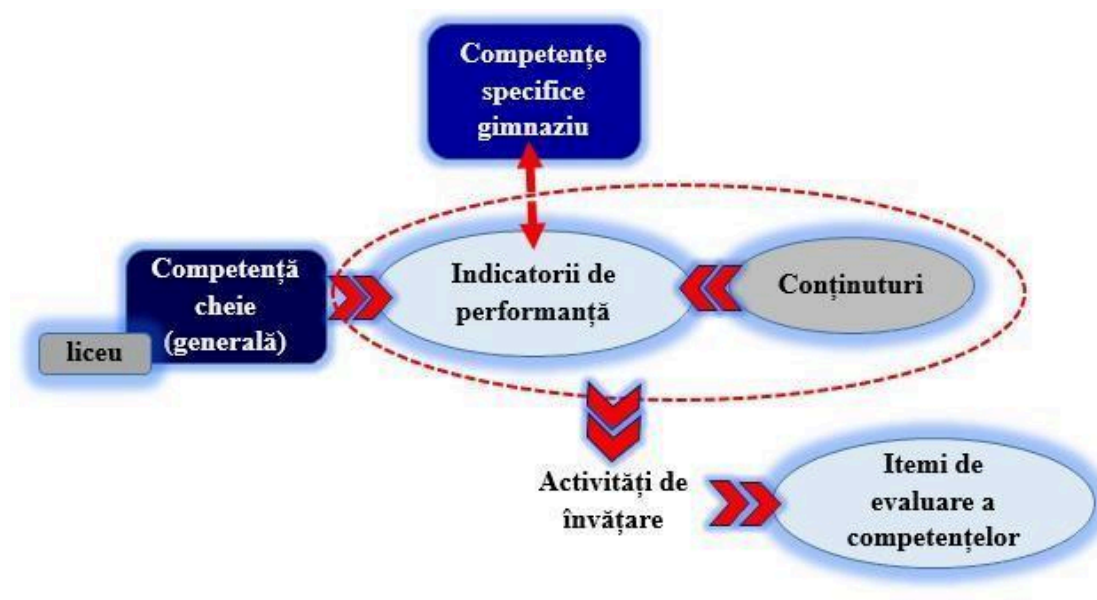 Competențe
specifice
gimnaziu
Competență
cheie
(generală)
liceu
Indicatorii de
performanță
Conținuturi
Activități de
învățare
Itemi de
evaluare a
competențelor